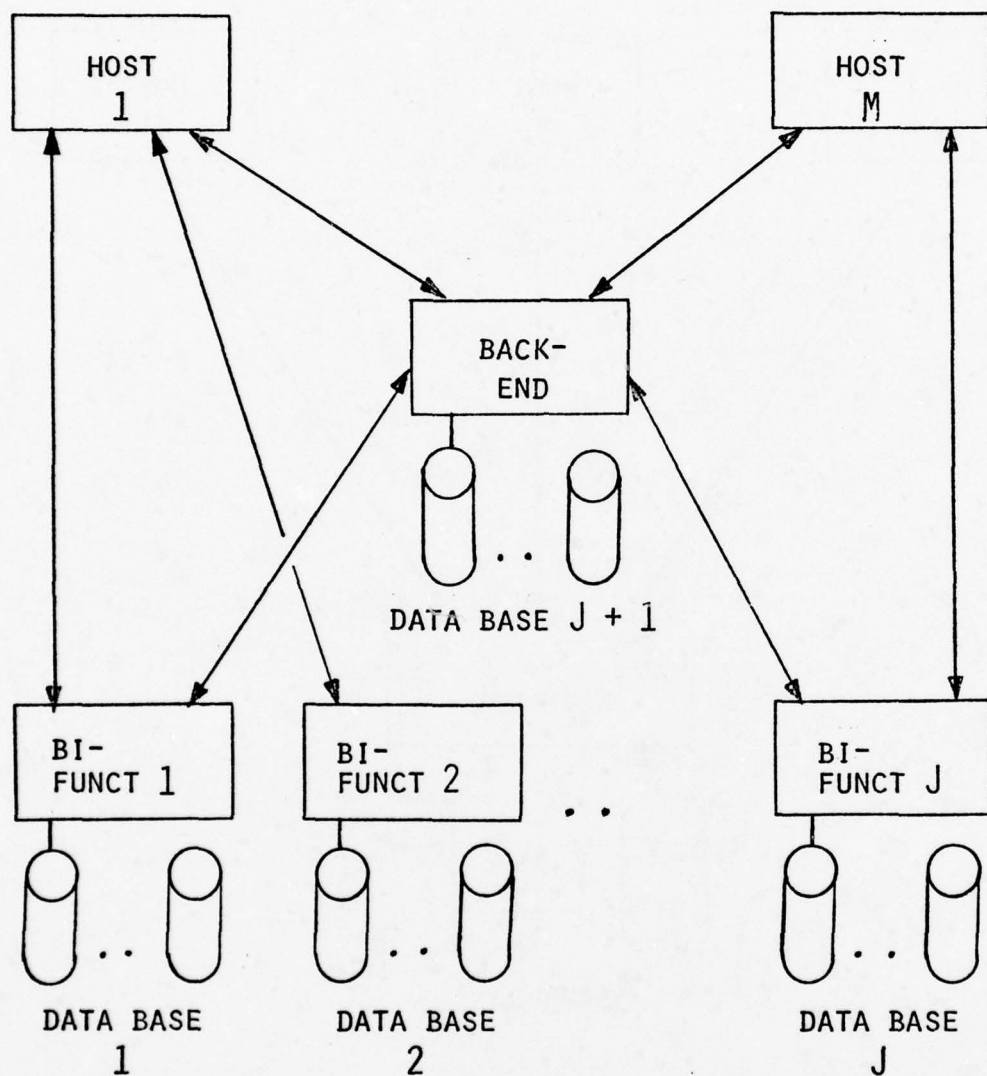 HOST
1
HOST
M
BACK-
END
DATA BASE J + 1
BI-
FUNCT 1
BI-
FUNCT 2
BI-
FUNCT J
DATA BASE
1
DATA BASE
2
DATA BASE
J